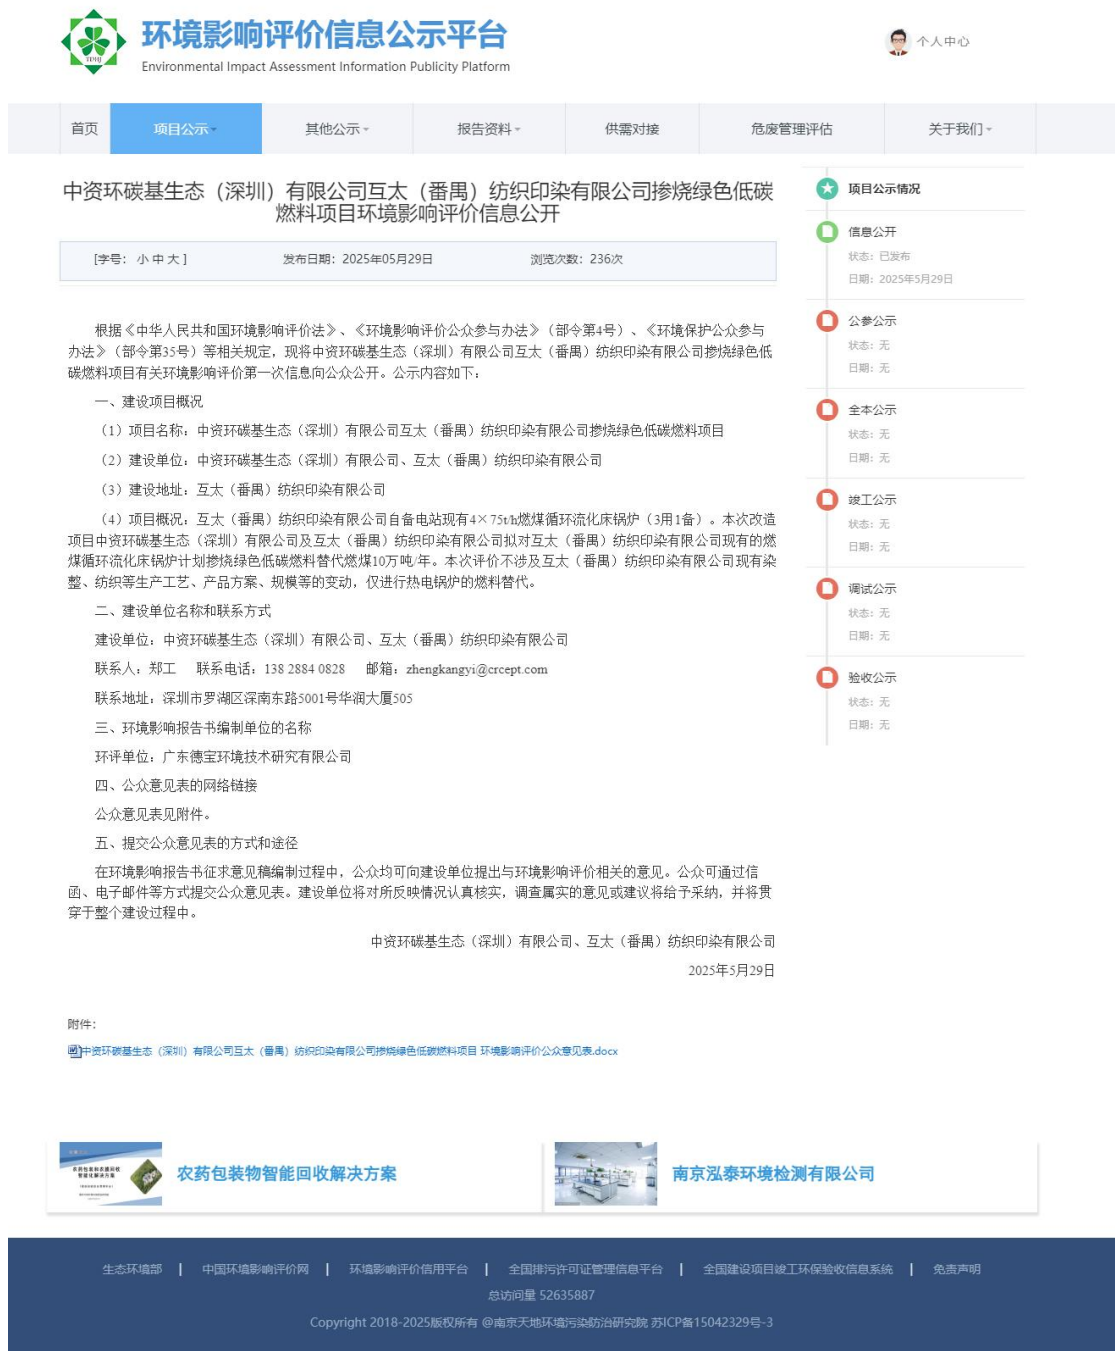 环境影响评价信息公示平台
Environmental Impact Assessment Information Publicity Platform
TDHJ
个人中心
首页 项目公示 其他公示 报告资料 供需对接 危废管理评估 关于我们
中资环碳基生态（深圳）有限公司互太（番禺）纺织印染有限公司掺烧绿色低碳
燃料项目环境影响评价信息公开
[字号： 小 中 大 ] 发布日期：2025年05月29日 浏览次数：236次
根据《中华人民共和国环境影响评价法》、《环境影响评价公众参与办法》（部令第4号）、《环境保护公众参与
办法》（部令第35号）等相关规定，现将中资环碳基生态（深圳）有限公司互太（番禺）纺织印染有限公司掺烧绿色低
碳燃料项目有关环境影响评价第一次信息向公众公开。公示内容如下：
一、建设项目概况
（1）项目名称：中资环碳基生态（深圳）有限公司互太（番禺）纺织印染有限公司掺烧绿色低碳燃料项目
（2）建设单位：中资环碳基生态（深圳）有限公司、互太（番禺）纺织印染有限公司
（3）建设地址：互太（番禺）纺织印染有限公司
（4）项目概况：互太（番禺）纺织印染有限公司自备电站现有4×75t/h燃煤循环流化床锅炉（3用1备）。本次改造
项目中资环碳基生态（深圳）有限公司及互太（番禺）纺织印染有限公司拟对互太（番禺）纺织印染有限公司现有的燃
煤循环流化床锅炉计划掺烧绿色低碳燃料替代燃煤10万吨/年。本次评价不涉及互太（番禺）纺织印染有限公司现有染
整、纺织等生产工艺、产品方案、规模等的变动，仅进行热电锅炉的燃料替代。
二、建设单位名称和联系方式
建设单位：中资环碳基生态（深圳）有限公司、互太（番禺）纺织印染有限公司
联系人：郑工 联系电话：138 2884 0828 邮箱：zhengkangyi@crcept.com
联系地址：深圳市罗湖区深南东路5001号华润大厦505
三、环境影响报告书编制单位的名称
环评单位：广东德宝环境技术研究有限公司
四、公众意见表的网络链接
公众意见表见附件。
五、提交公众意见表的方式和途径
在环境影响报告书征求意见稿编制过程中，公众均可向建设单位提出与环境影响评价相关的意见。公众可通过信
函、电子邮件等方式提交公众意见表。建设单位将对所反映情况认真核实，调查属实的意见或建议将给予采纳，并将贯
穿于整个建设过程中。
中资环碳基生态（深圳）有限公司、互太（番禺）纺织印染有限公司
2025年5月29日
附件：
中资环碳基生态（深圳）有限公司互太（番禺）纺织印染有限公司掺烧绿色低碳燃料项目 环境影响评价公众意见表.docx
项目公示情况
信息公开
状态：已发布
日期：2025年5月29日
公参公示
状态：无
日期：无
全本公示
状态：无
日期：无
竣工公示
状态：无
日期：无
调试公示
状态：无
日期：无
验收公示
状态：无
日期：无
农药包装物智能回收解决方案
南京泓泰环境检测有限公司
生态环境部 | 中国环境影响评价网 | 环境影响评价信用平台 | 全国排污许可证管理信息平台 | 全国建设项目竣工环保验收信息系统 | 免责声明
总访问量 52635887
Copyright 2018-2025版权所有 @南京天地环境污染防治研究院 苏ICP备15042329号-3